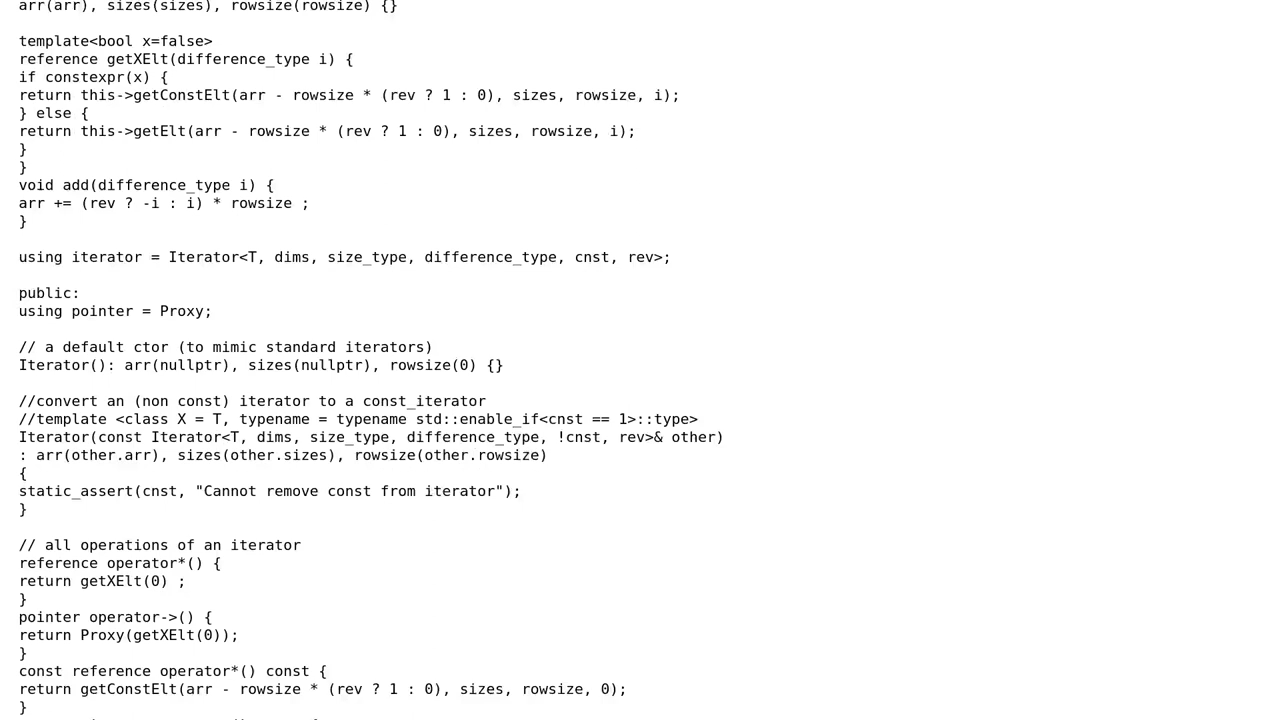 arr(arr), sizes(sizes), rowsize(rowsize) {}
template<bool x=false>
reference getXElt(difference_type i) {
if constexpr(x) {
return this->getConstElt(arr - rowsize * (rev ? 1 : 0), sizes, rowsize, i);
} else {
return this->getElt(arr - rowsize * (rev ? 1 : 0), sizes, rowsize, i);
}
}
void add(difference_type i) {
arr += (rev ? -i : i) * rowsize ;
}
using iterator = Iterator<T, dims, size_type, difference_type, cnst, rev>;
public:
using pointer = Proxy;
// a default ctor (to mimic standard iterators)
Iterator(): arr(nullptr), sizes(nullptr), rowsize(0) {}
//convert an (non const) iterator to a const_iterator
//template <class X = T, typename = typename std::enable_if<cnst == 1>::type>
Iterator(const Iterator<T, dims, size_type, difference_type, !cnst, rev>& other)
: arr(other.arr), sizes(other.sizes), rowsize(other.rowsize)
{
static_assert(cnst, "Cannot remove const from iterator");
}
// all operations of an iterator
reference operator*() {
return getXElt(0) ;
}
pointer operator->() {
return Proxy(getXElt(0));
}
const reference operator*() const {
return getConstElt(arr - rowsize * (rev ? 1 : 0), sizes, rowsize, 0);
}